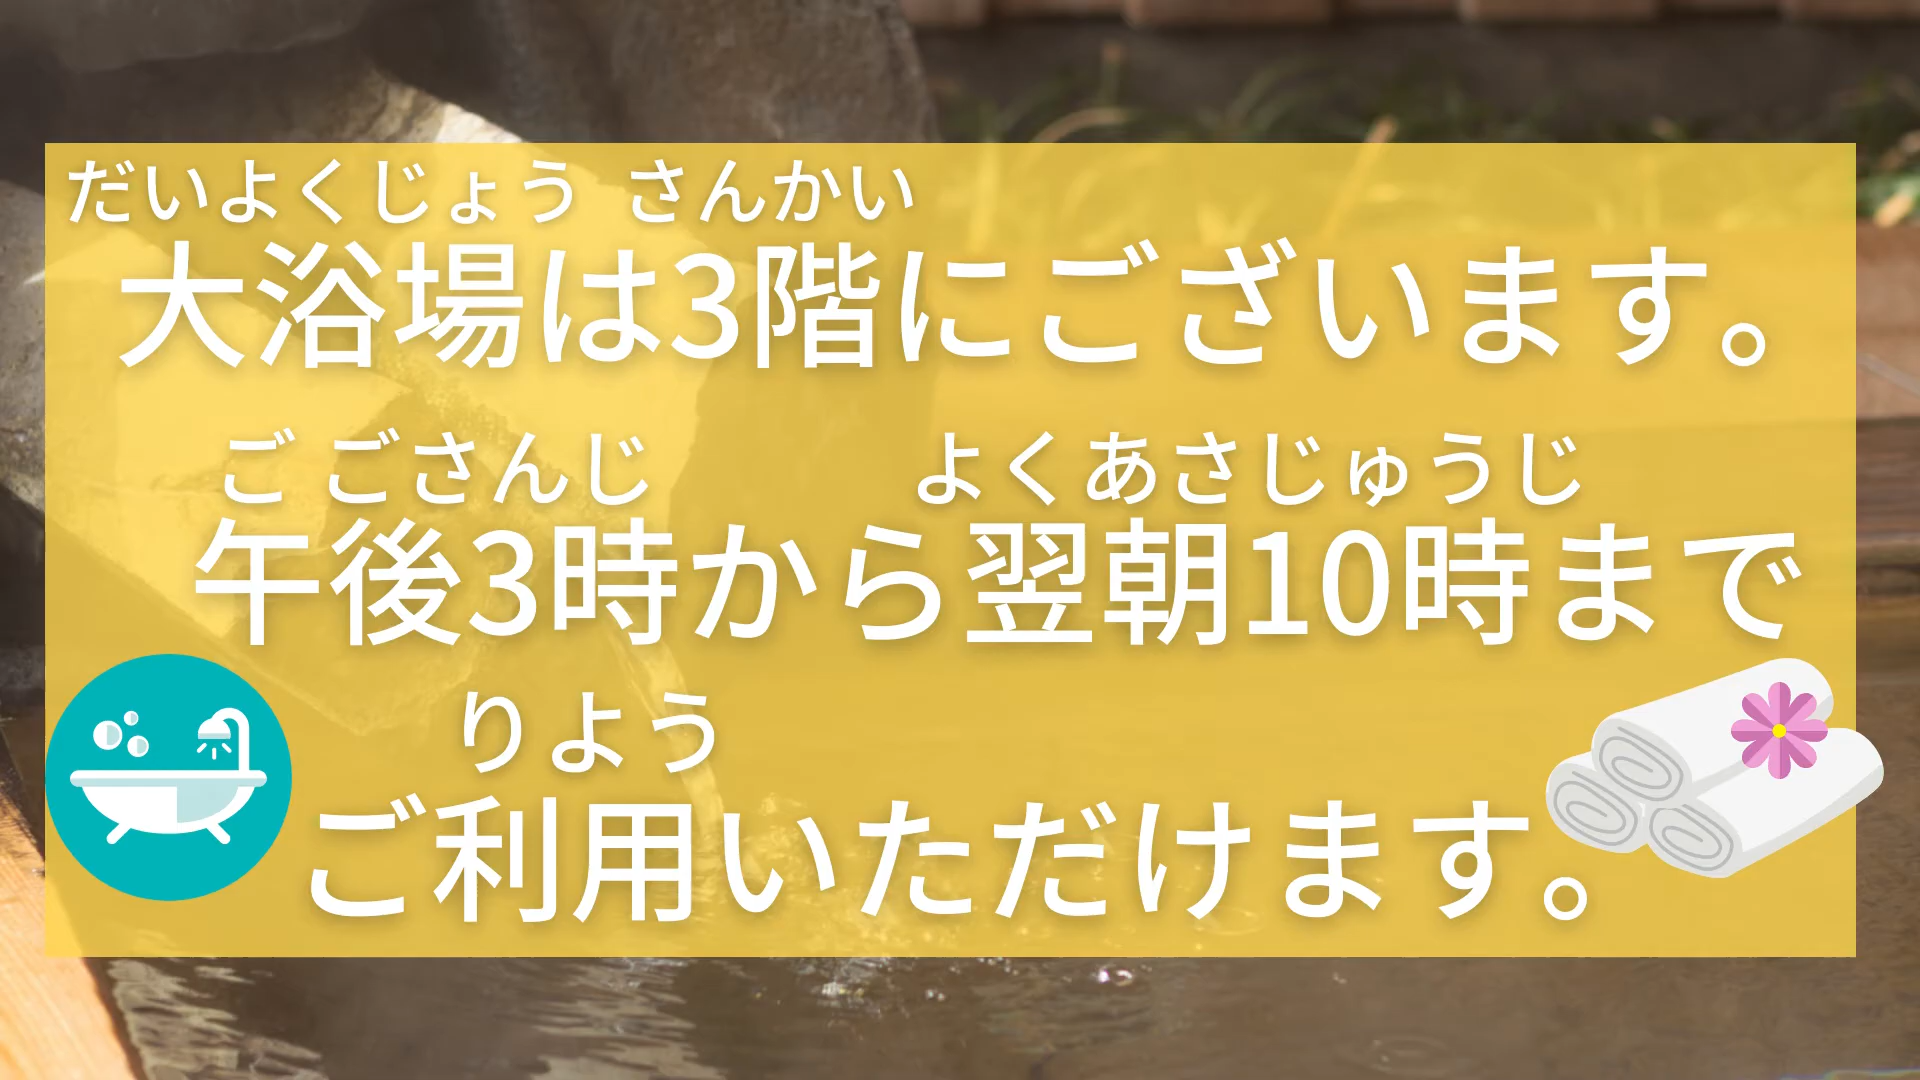 だいよくじょう さんかい
大浴場は3階にございます。
ご ごさんじ よくあさじゅうじ
午後3時から翌朝10時まで
りよう
ご利用いただけます。